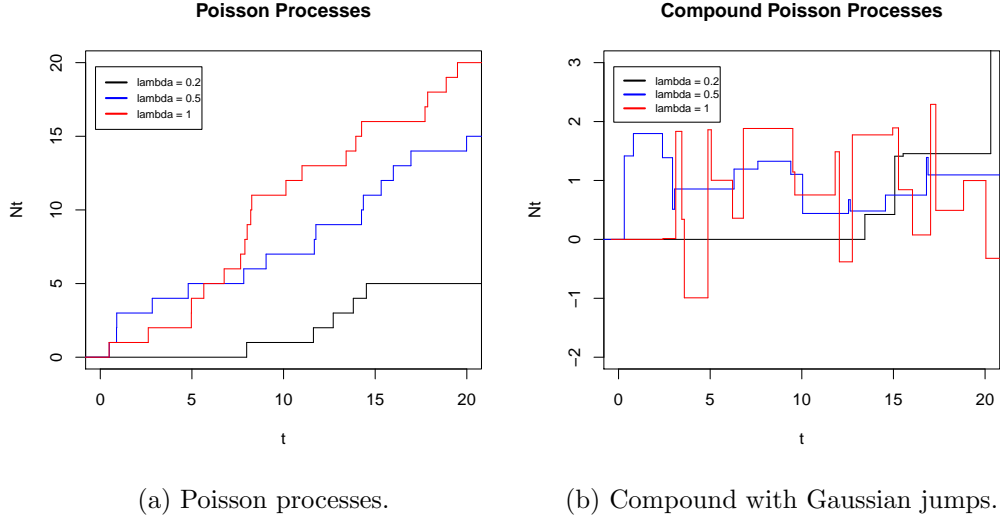 Poisson Processes
20
15
10
5
0
Nt
lambda = 0.2
lambda = 0.5
lambda = 1
0 5 10 15 20
t
(a) Poisson processes.
Compound Poisson Processes
3
2
1
0
−1
−2
Nt
lambda = 0.2
lambda = 0.5
lambda = 1
0 5 10 15 20
t
(b) Compound with Gaussian jumps.